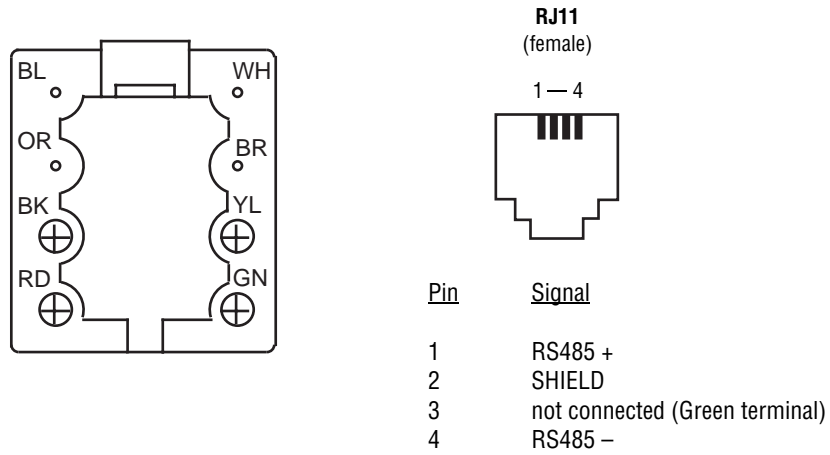 BL WH
OR BR
BK YL
RD GN
RJ11
(female)
1 — 4
Pin Signal
1 RS485 +
2 SHIELD
3 not connected (Green terminal)
4 RS485 –